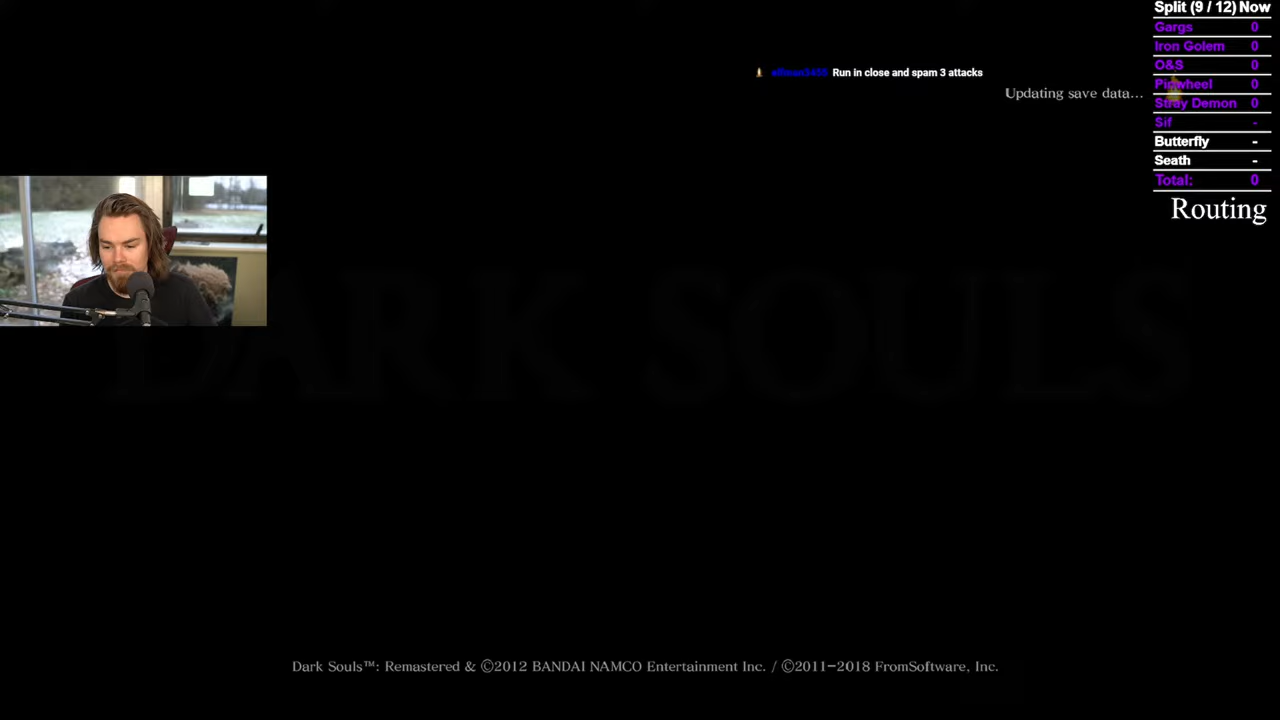 Split (9 / 12) Now
Gargs 0
Iron Golem 0
O&S 0
Pinwheel 0
Stray Demon 0
Sif -
Butterfly -
Seath -
Total: 0
Routing
Run in close and spam 3 attacks
Updating save data...
DARK SOULS
Dark Souls™: Remastered & ©2012 BANDAI NAMCO Entertainment Inc. / ©2011-2018 FromSoftware, Inc.